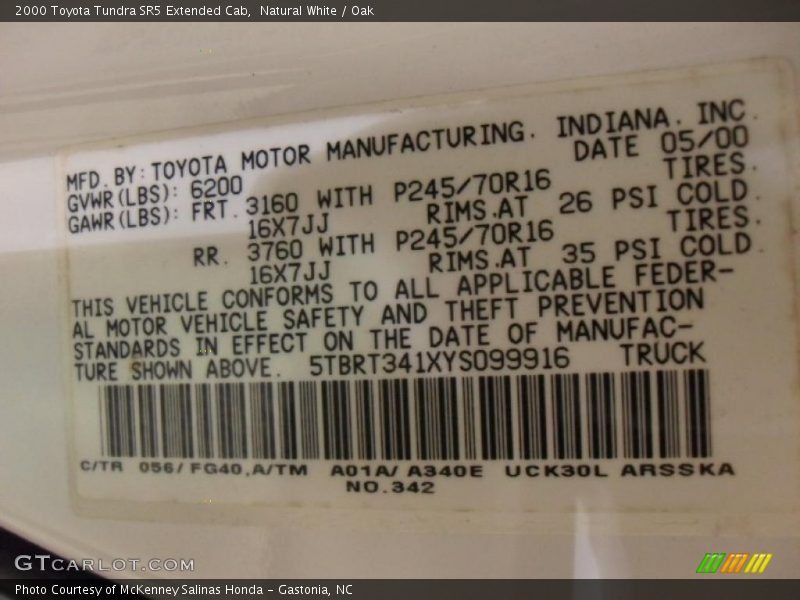 2000 Toyota Tundra SR5 Extended Cab,  Natural White / Oak
MFD. BY: TOYOTA MOTOR MANUFACTURING. INDIANA. INC.
GVWR(LBS): 6200 DATE 05/00
GAWR(LBS): FRT. 3160 WITH P245/70R16 TIRES.
16X7JJ RIMS.AT 26 PSI COLD.
RR. 3760 WITH P245/70R16 TIRES.
16X7JJ RIMS.AT 35 PSI COLD.
THIS VEHICLE CONFORMS TO ALL APPLICABLE FEDER-
AL MOTOR VEHICLE SAFETY AND THEFT PREVENTION
STANDARDS IN EFFECT ON THE DATE OF MANUFAC-
TURE SHOWN ABOVE. 5TBRT341XYS099916 TRUCK
C/TR 056/FG40,A/TM A01A/A340E UCK30L ARSSKA
NO.342
GTCARLOT.COM
Photo Courtesy of McKenney Salinas Honda - Gastonia, NC